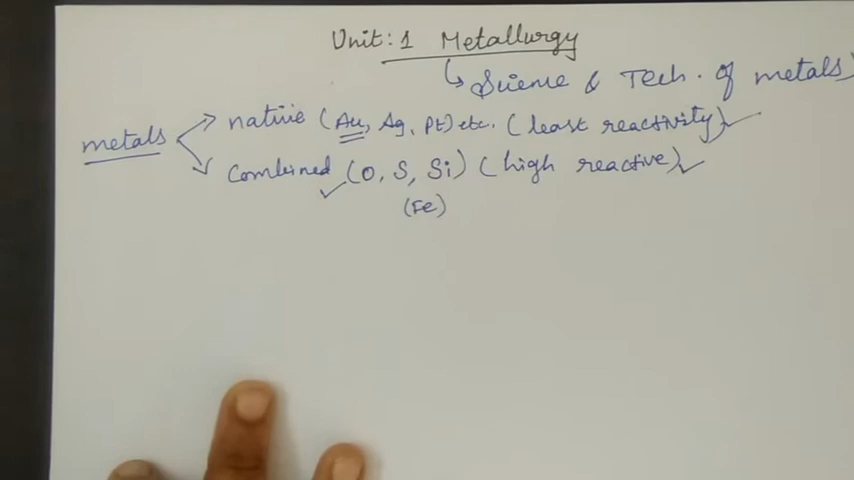 Unit: 1 Metallurgy
↳ Science & Tech. of metals
metals → native (Au, Ag, Pt) etc. (least reactivity) ✓
→ Combined (O, S, Si) (high reactive) ✓
(Fe)